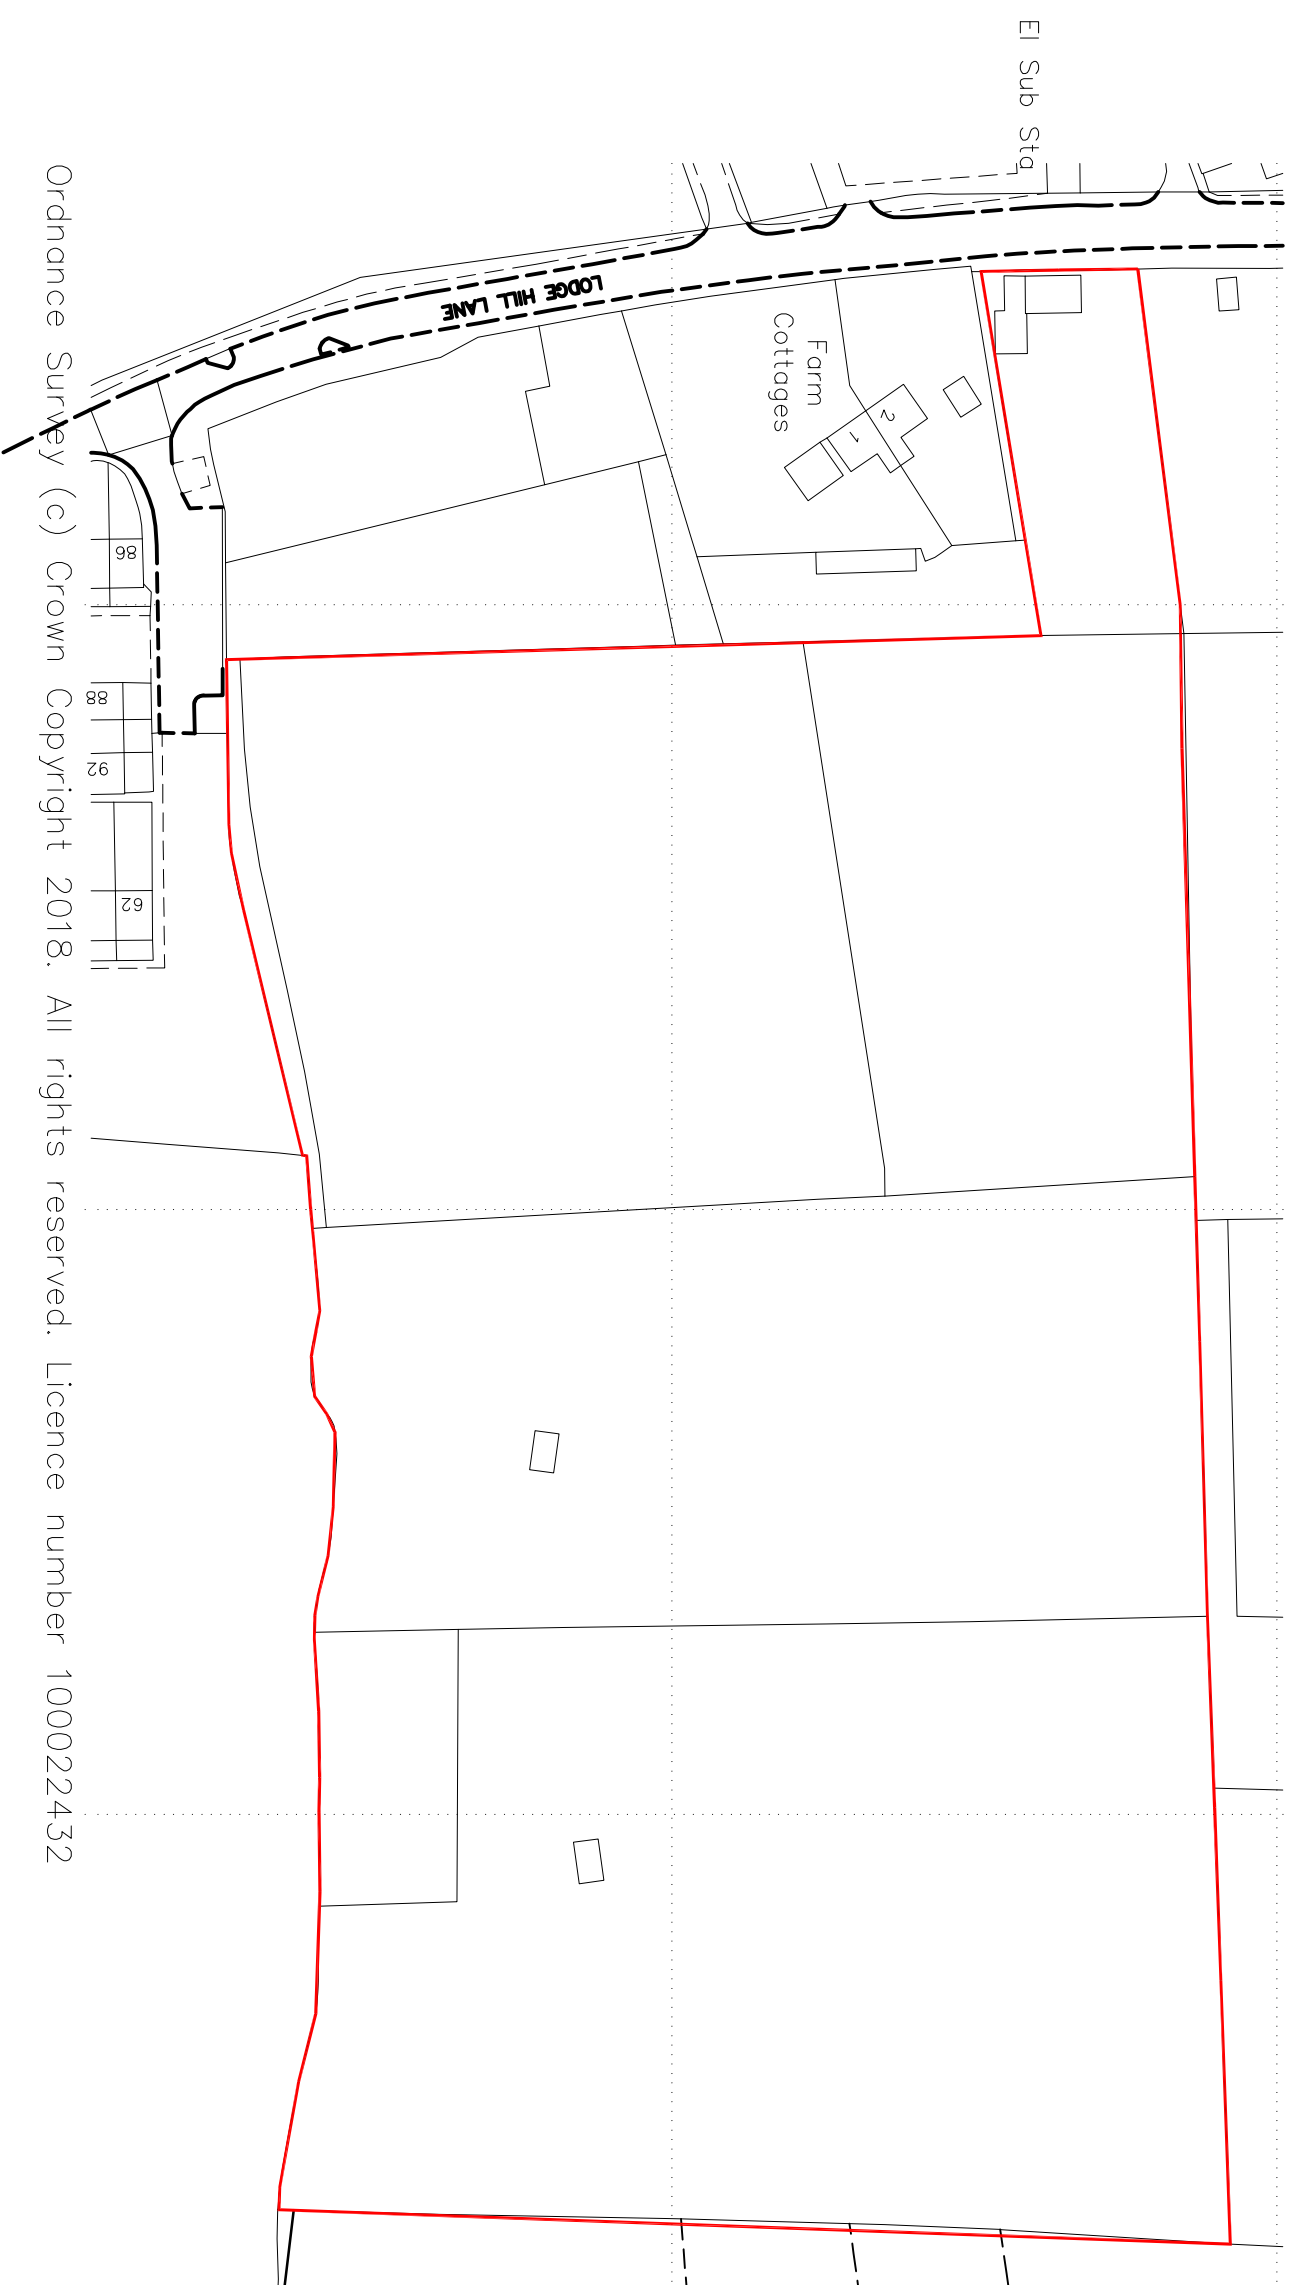 El Sub Sta
LODGE HILL LANE
Farm
Cottages
2
1
86
88
92
62
Ordnance Survey (c) Crown Copyright 2018. All rights reserved. Licence number 100022432